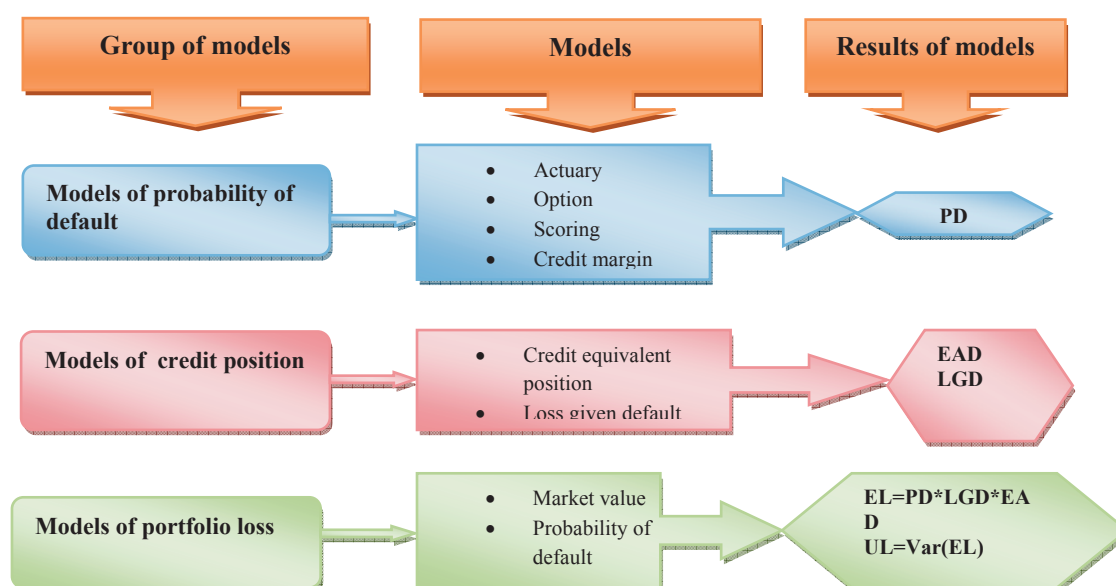 Group of models
Models
Results of models
Models of probability of
default
• Actuary
• Option
• Scoring
• Credit margin
PD
Models of credit position
• Credit equivalent
position
• Loss given default
EAD
LGD
Models of portfolio loss
• Market value
• Probability of
default
EL=PD*LGD*EA
D
UL=Var(EL)